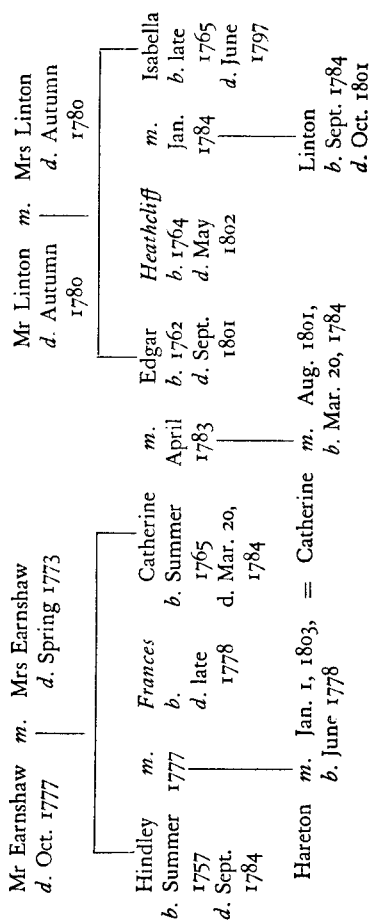 Mr Earnshaw m. Mrs Earnshaw
d. Oct. 1777 d. Spring 1773
Mr Linton m. Mrs Linton
d. Autumn d. Autumn
1780 1780
Hindley m. Frances Catherine m. Edgar Heathcliff m. Isabella
b. Summer 1777 b. b. Summer April b. 1762 b. 1764 Jan. b. late
1757 d. late 1765 1783 d. Sept. d. May 1784 1765
d. Sept. 1778 d. Mar. 20, 1801 1802 d. June
1784 1784 1797
Hareton m. Jan. 1, 1803, = Catherine m. Aug. 1801, Linton
b. June 1778 b. Mar. 20, 1784 b. Sept. 1784
d. Oct. 1801